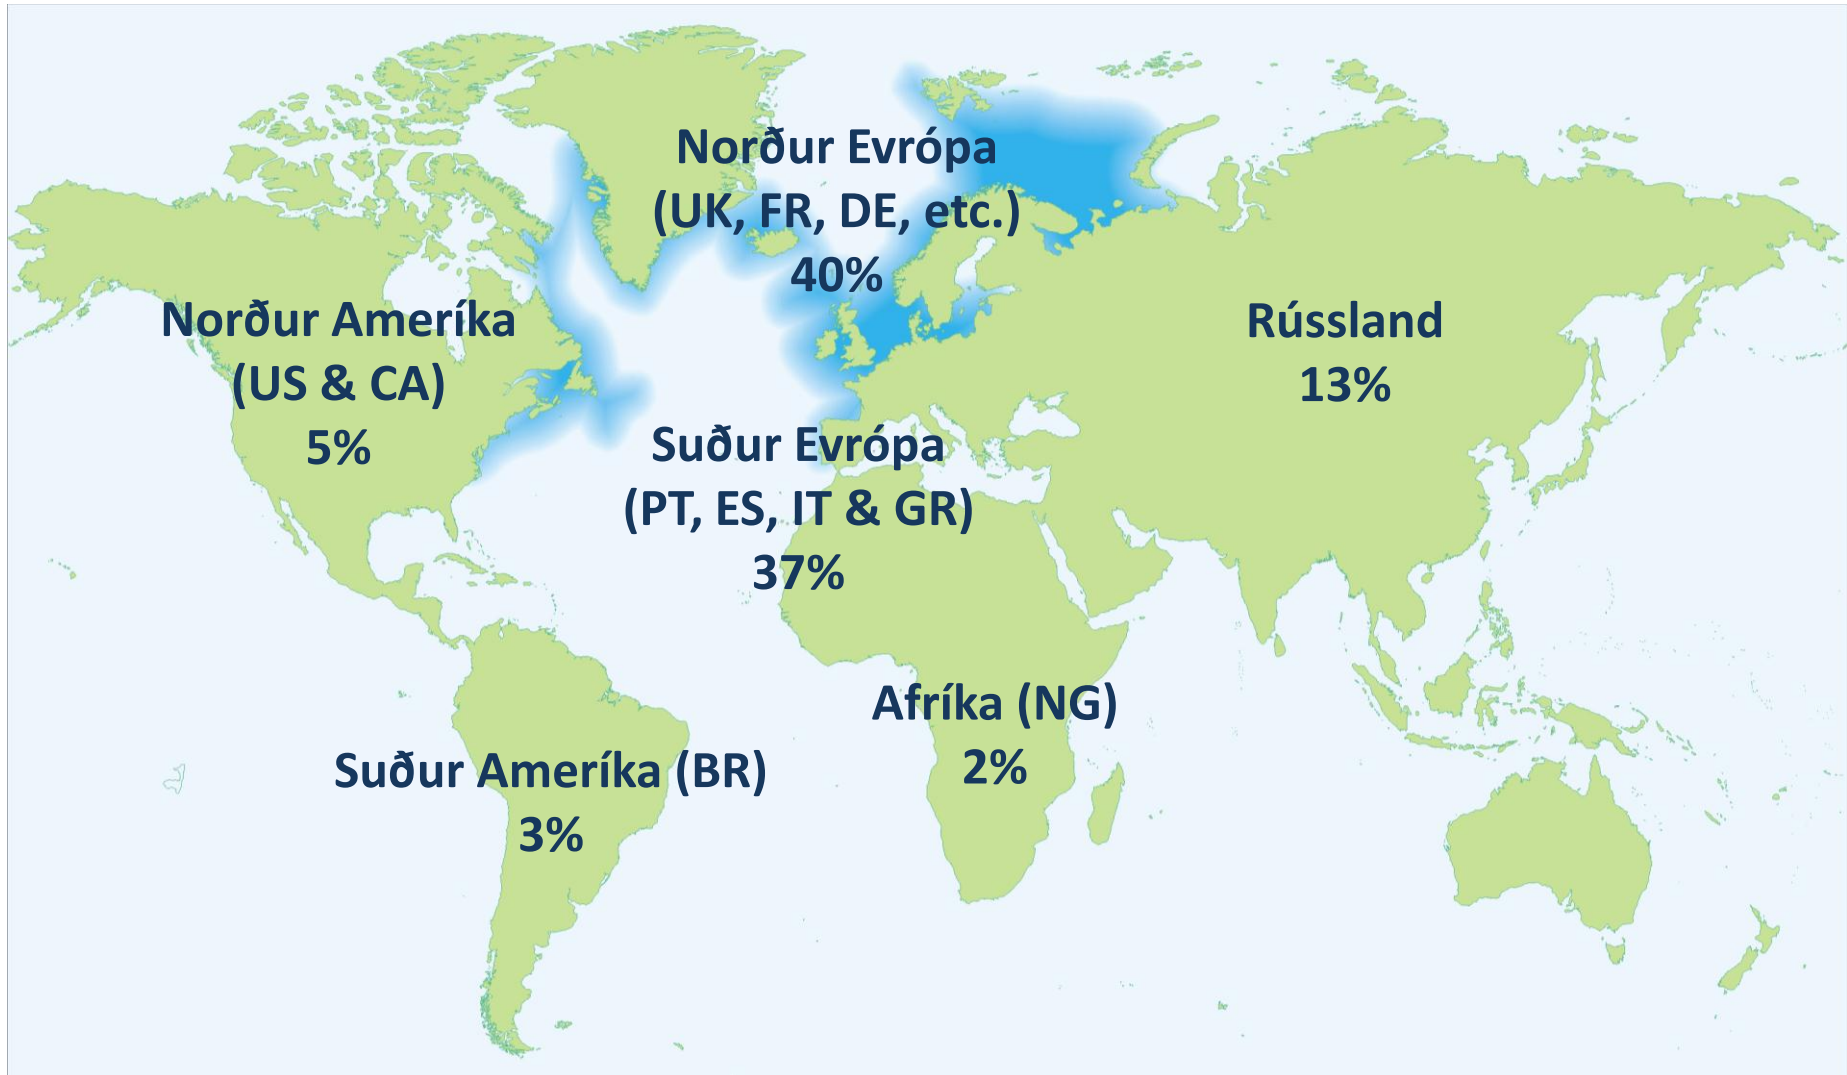 Norður Evrópa
(UK, FR, DE, etc.)
40%
Norður Ameríka
(US & CA)
5%
Rússland
13%
Suður Evrópa
(PT, ES, IT & GR)
37%
Afríka (NG)
2%
Suður Ameríka (BR)
3%